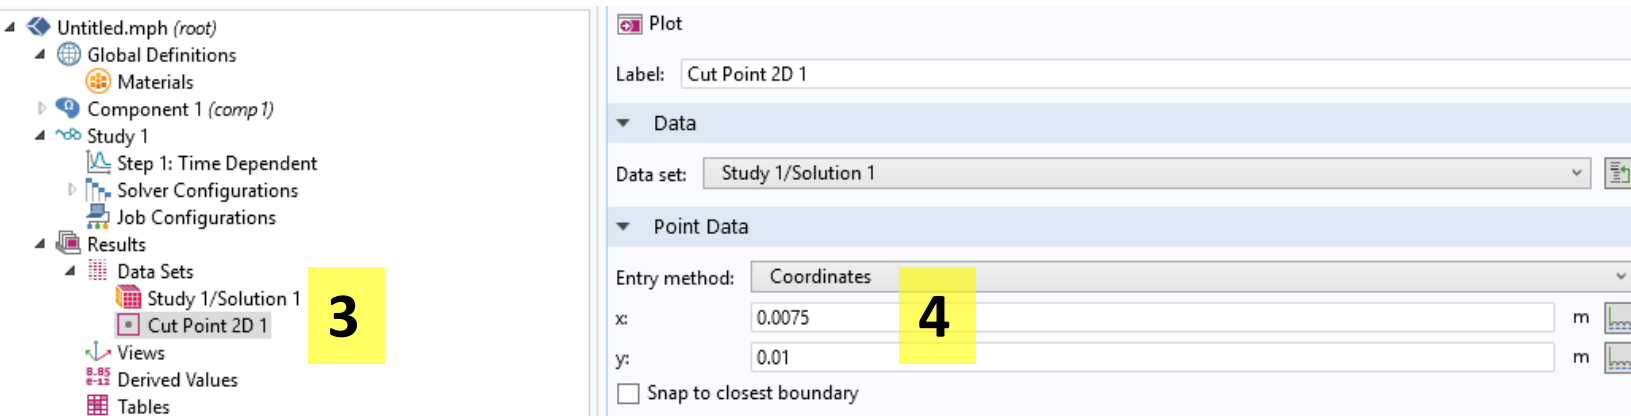 Untitled.mph (root)
Global Definitions
Materials
Component 1 (comp1)
Study 1
Step 1: Time Dependent
Solver Configurations
Job Configurations
Results
Data Sets
Study 1/Solution 1
Cut Point 2D 1
3
Views
8.85
e-12
Derived Values
Tables
Plot
Label: Cut Point 2D 1
Data
Data set: Study 1/Solution 1
Point Data
Entry method: Coordinates
x: 0.0075 m
4
y: 0.01 m
Snap to closest boundary